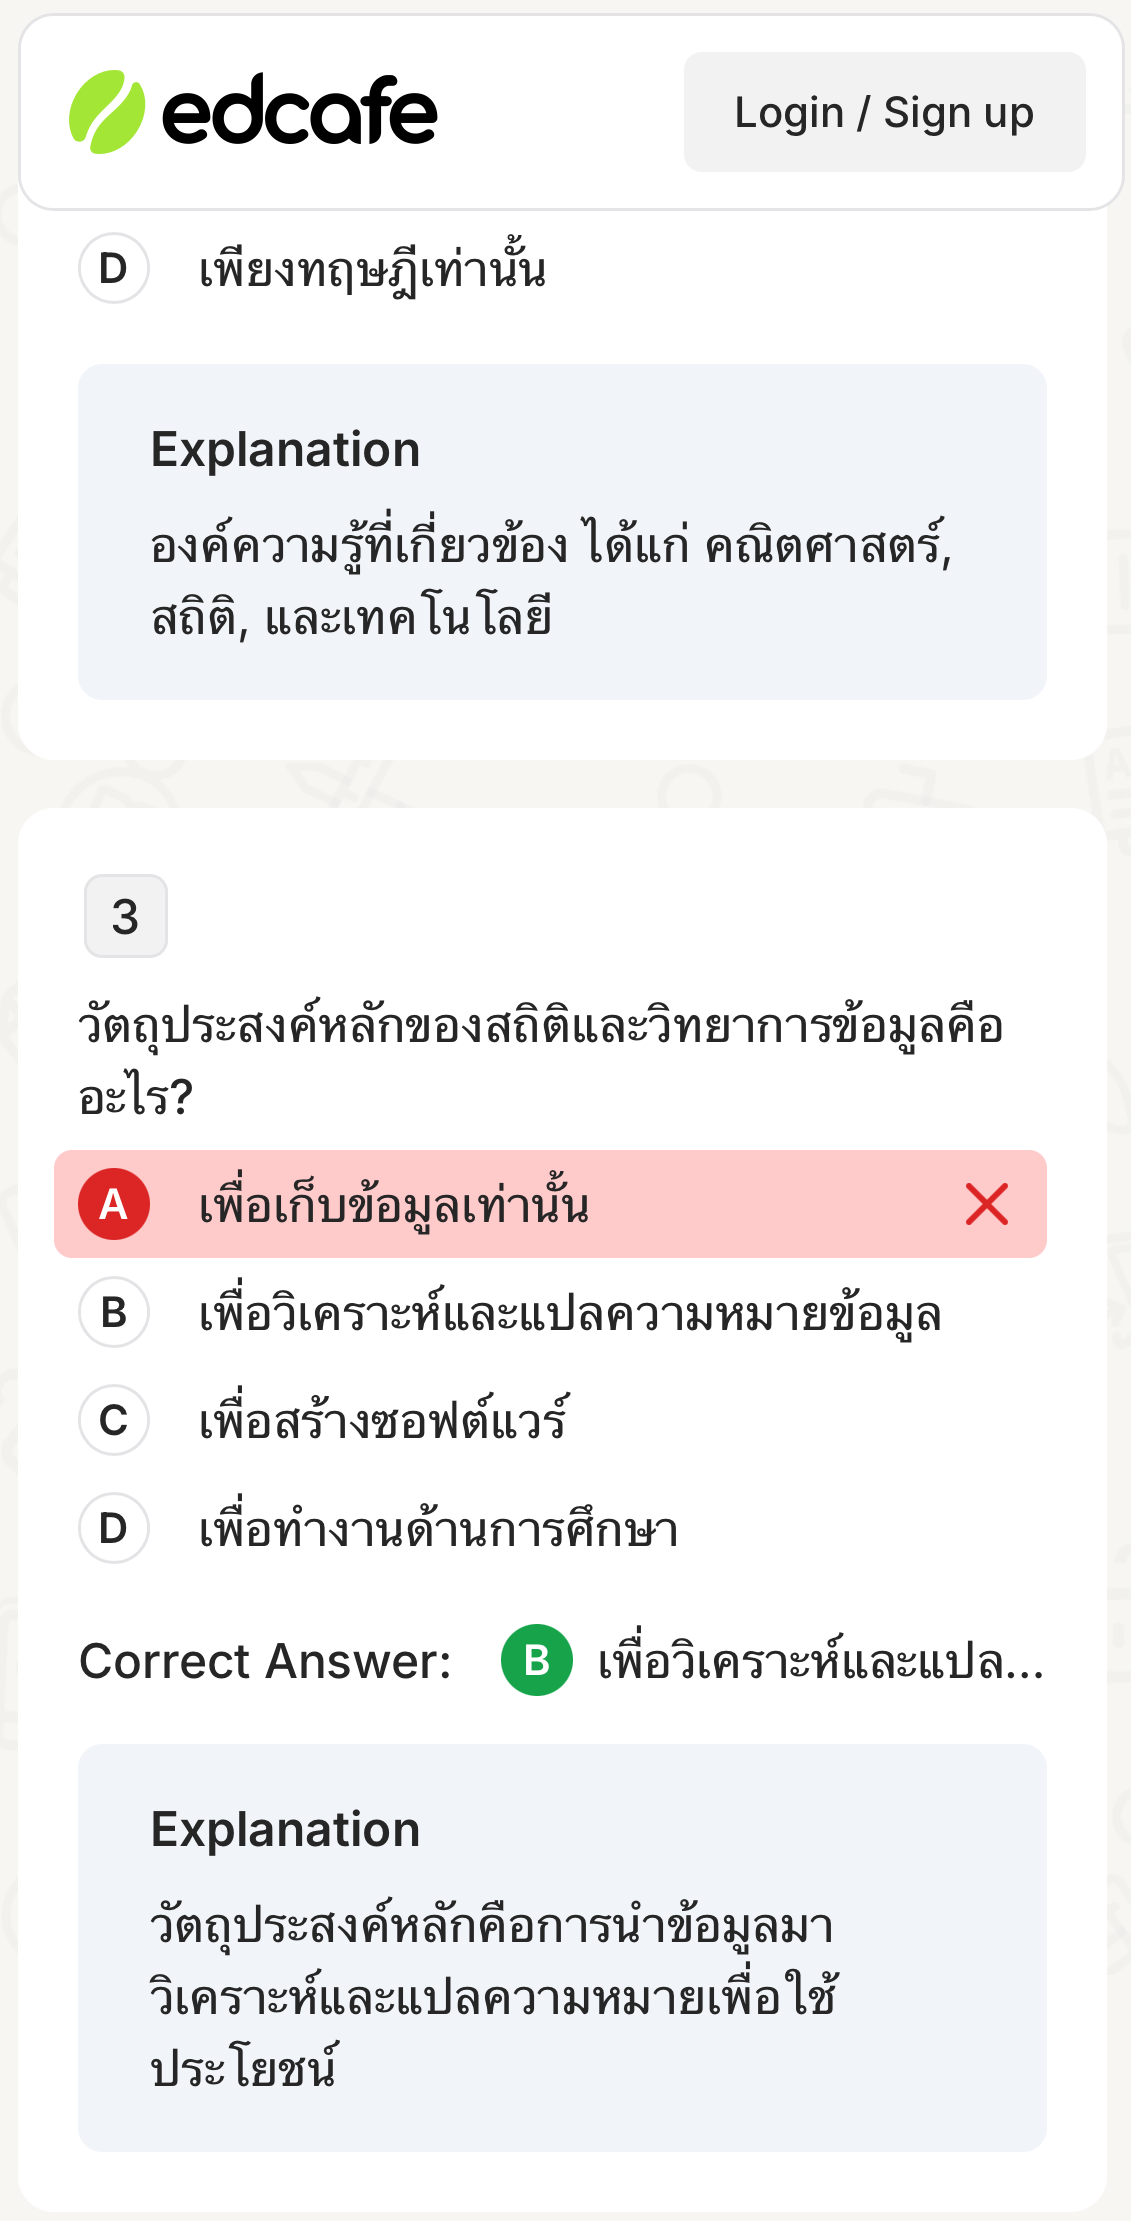 edcafe
Login / Sign up
D เพียงทฤษฎีเท่านั้น
Explanation
องค์ความรู้ที่เกี่ยวข้อง ได้แก่ คณิตศาสตร์,
สถิติ, และเทคโนโลยี
3
วัตถุประสงค์หลักของสถิติและวิทยาการข้อมูลคือ
อะไร?
A เพื่อเก็บข้อมูลเท่านั้น
B เพื่อวิเคราะห์และแปลความหมายข้อมูล
C เพื่อสร้างซอฟต์แวร์
D เพื่อทำงานด้านการศึกษา
Correct Answer: B เพื่อวิเคราะห์และแปล...
Explanation
วัตถุประสงค์หลักคือการนำข้อมูลมา
วิเคราะห์และแปลความหมายเพื่อใช้
ประโยชน์